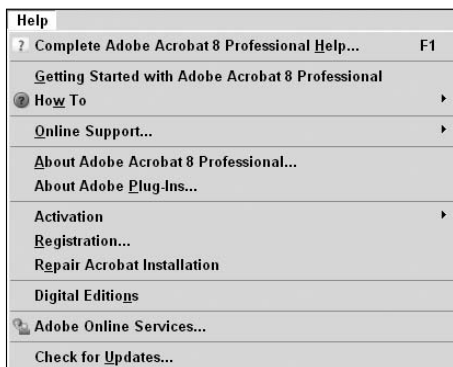 Help
Complete Adobe Acrobat 8 Professional Help... F1
Getting Started with Adobe Acrobat 8 Professional
How To
Online Support...
About Adobe Acrobat 8 Professional...
About Adobe Plug-Ins...
Activation
Registration...
Repair Acrobat Installation
Digital Editions
Adobe Online Services...
Check for Updates...